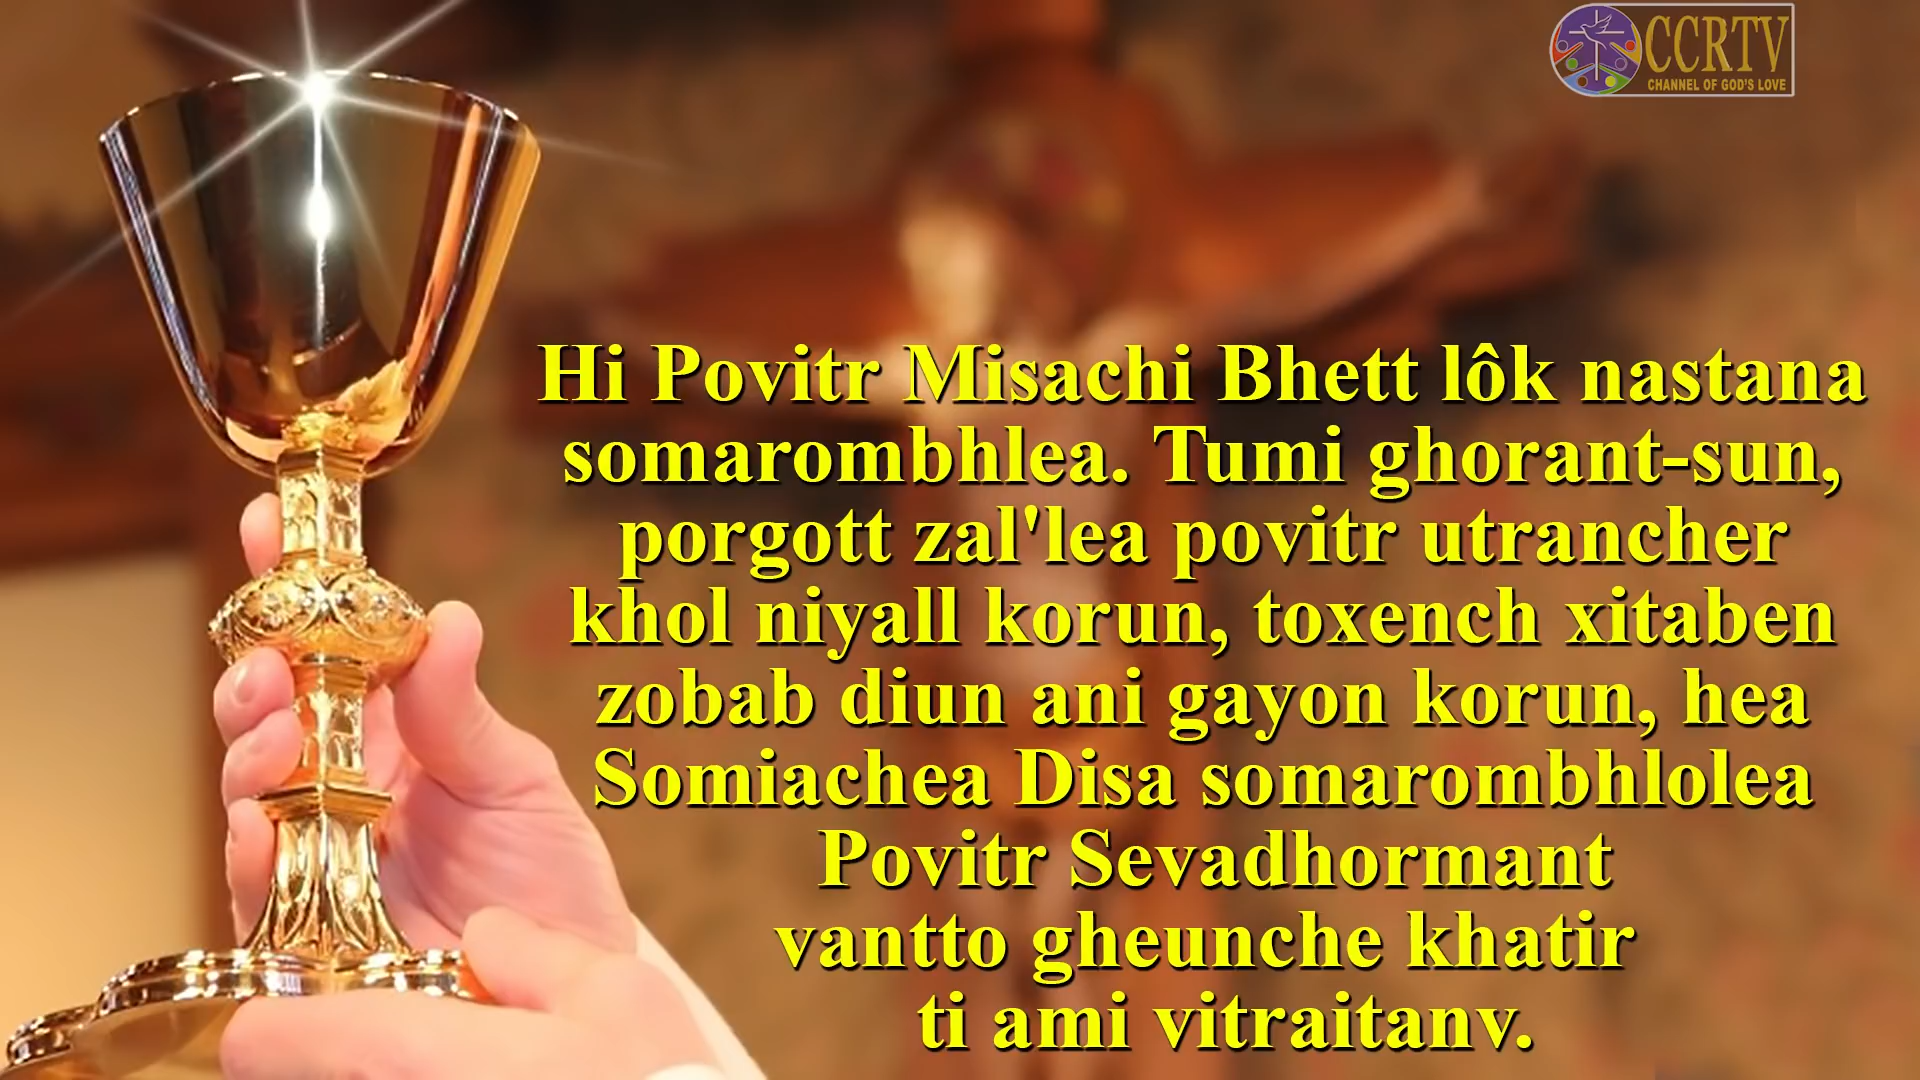 CCRTV
CHANNEL OF GOD'S LOVE
Hi Povitr Misachi Bhett lôk nastana
somarombhlea. Tumi ghorant-sun,
porgott zal'lea povitr utrancher
khol niyall korun, toxench xitaben
zobab diun ani gayon korun, hea
Somiachea Disa somarombhlolea
Povitr Sevadhormant
vantto gheunche khatir
ti ami vitraitanv.